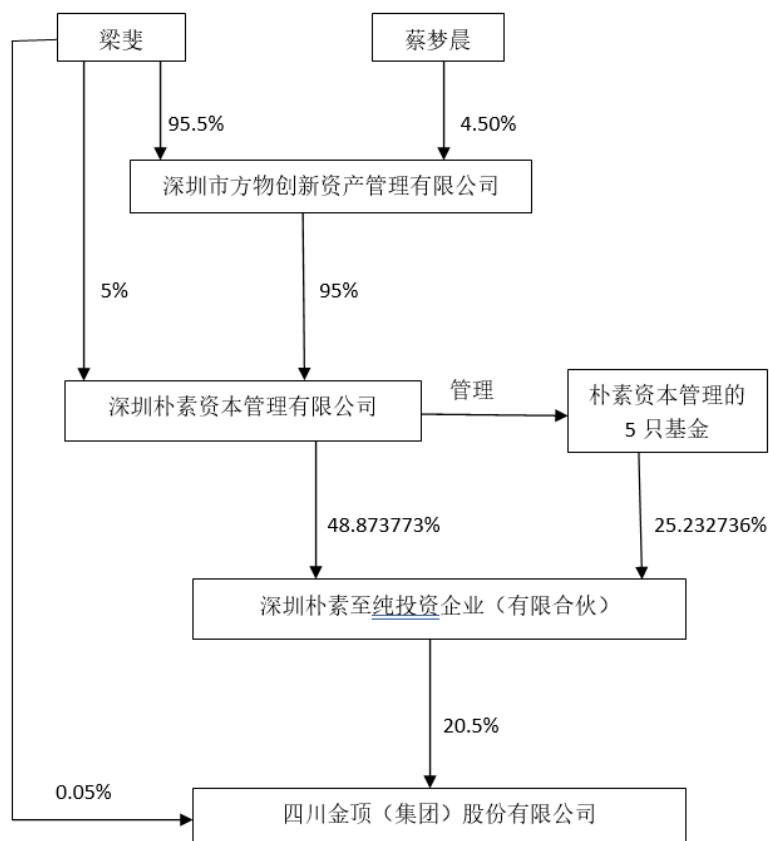 梁斐
蔡梦晨
95.5%
4.50%
深圳市方物创新资产管理有限公司
5%
95%
深圳朴素资本管理有限公司
管理
朴素资本管理的
5 只基金
48.873773%
25.232736%
深圳朴素至纯投资企业（有限合伙）
20.5%
0.05%
四川金顶（集团）股份有限公司